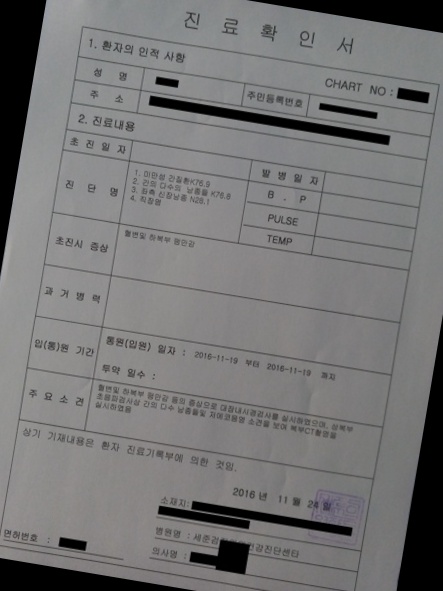 진 료 확 인 서
1. 환자의 인적 사항
CHART NO :
성 명
주민등록번호
주 소
2. 진료내용
초 진 일 자
발 병 일 자
진 단 명
1. 미만성 간질환K76.9
2. 간의 다수의 낭종들 K76.8
3. 좌측 신장낭종 N28.1
4. 직장염
B . P
PULSE
TEMP
초진시 증상
혈변및 하복부 팽만감
과 거 병 력
입(통)원 기간
통원(입원) 일자 : 2016-11-19 부터 2016-11-19 까지
투약 일수 :
주 요 소 견
혈변및 하복부 팽만감 등의 증상으로 대장내시경검사를 실시하였으며, 상복부
초음파검사상 간의 다수 낭종들및 저에코음영 소견을 보여 복부CT촬영을
실시하였음
상기 기재내용은 환자 진료기록부에 의한 것임.
2016 년 11 월 일
소재지:
병원명 : 세준 강진단센타
면허번호 :
의사명 :